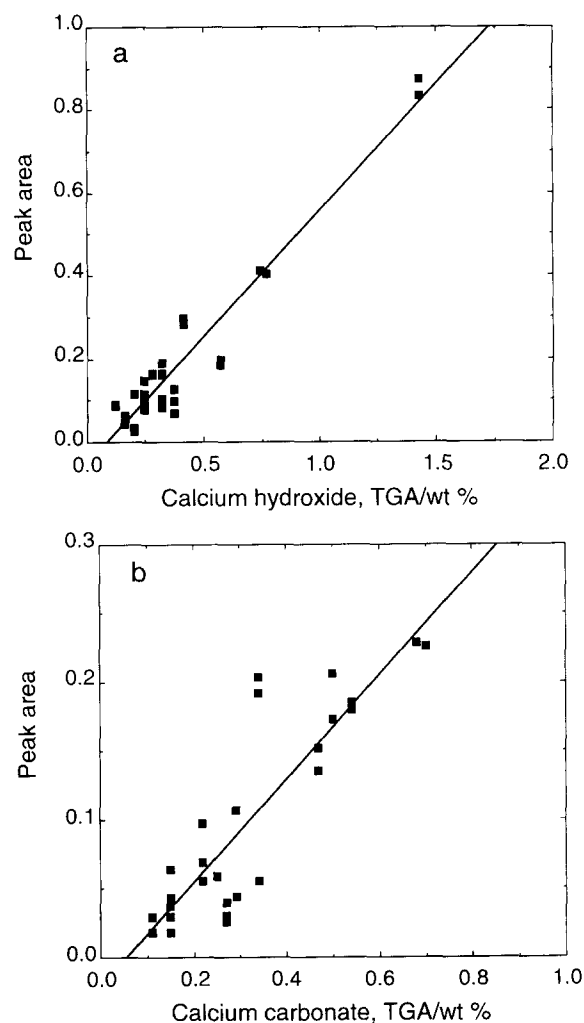 a
1.0
0.8
0.6
0.4
0.2
0.0
Peak area
0.0 0.5 1.0 1.5 2.0
Calcium hydroxide, TGA/wt %
b
0.3
0.2
0.1
0.0
Peak area
0.0 0.2 0.4 0.6 0.8 1.0
Calcium carbonate, TGA/wt %